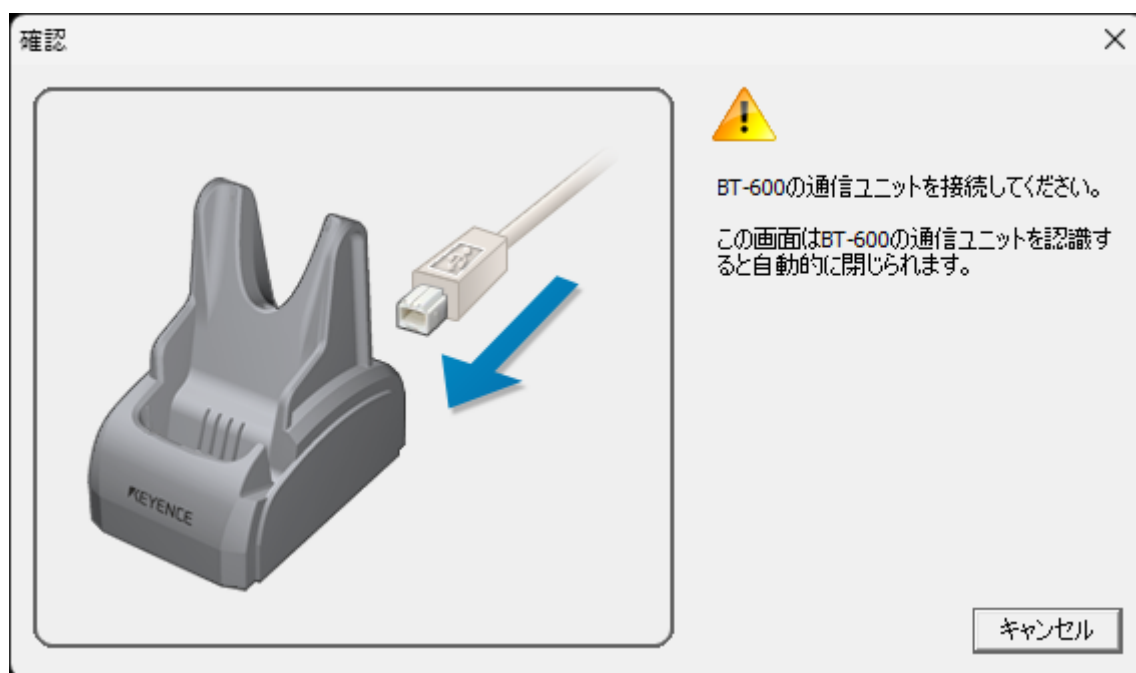 確認
BT-600の通信ユニットを接続してください。
この画面はBT-600の通信ユニットを認識す
ると自動的に閉じられます。
KEYENCE
キャンセル